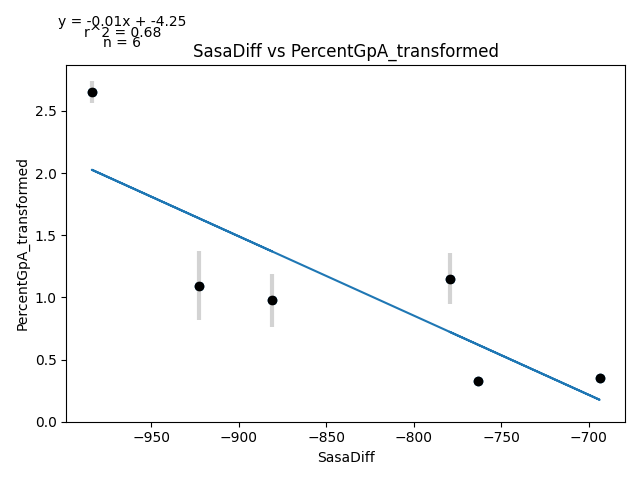 y = -0.01x + -4.25
r^2 = 0.68
n = 6
SasaDiff vs PercentGpA_transformed
2.5
2.0
1.5
1.0
0.5
0.0
PercentGpA_transformed
−950
−900
−850
−800
−750
−700
SasaDiff